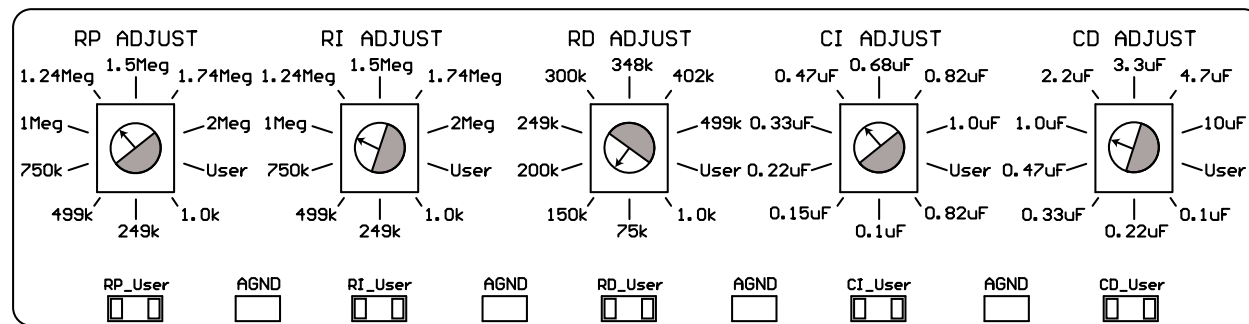 RP ADJUST RI ADJUST RD ADJUST CI ADJUST CD ADJUST
1.24Meg 1.5Meg 1.74Meg 1.24Meg 1.5Meg 1.74Meg 300k 348k 402k 0.47uF 0.68uF 0.82uF 2.2uF 3.3uF 4.7uF
1Meg 2Meg 1Meg 2Meg 249k 499k 0.33uF 1.0uF 1.0uF 10uF
750k User 750k User 200k User 0.22uF User 0.47uF User
499k 249k 1.0k 499k 249k 1.0k 150k 75k 1.0k 0.15uF 0.1uF 0.82uF 0.33uF 0.22uF 0.1uF
RP_User AGND RI_User AGND RD_User AGND CI_User AGND CD_User